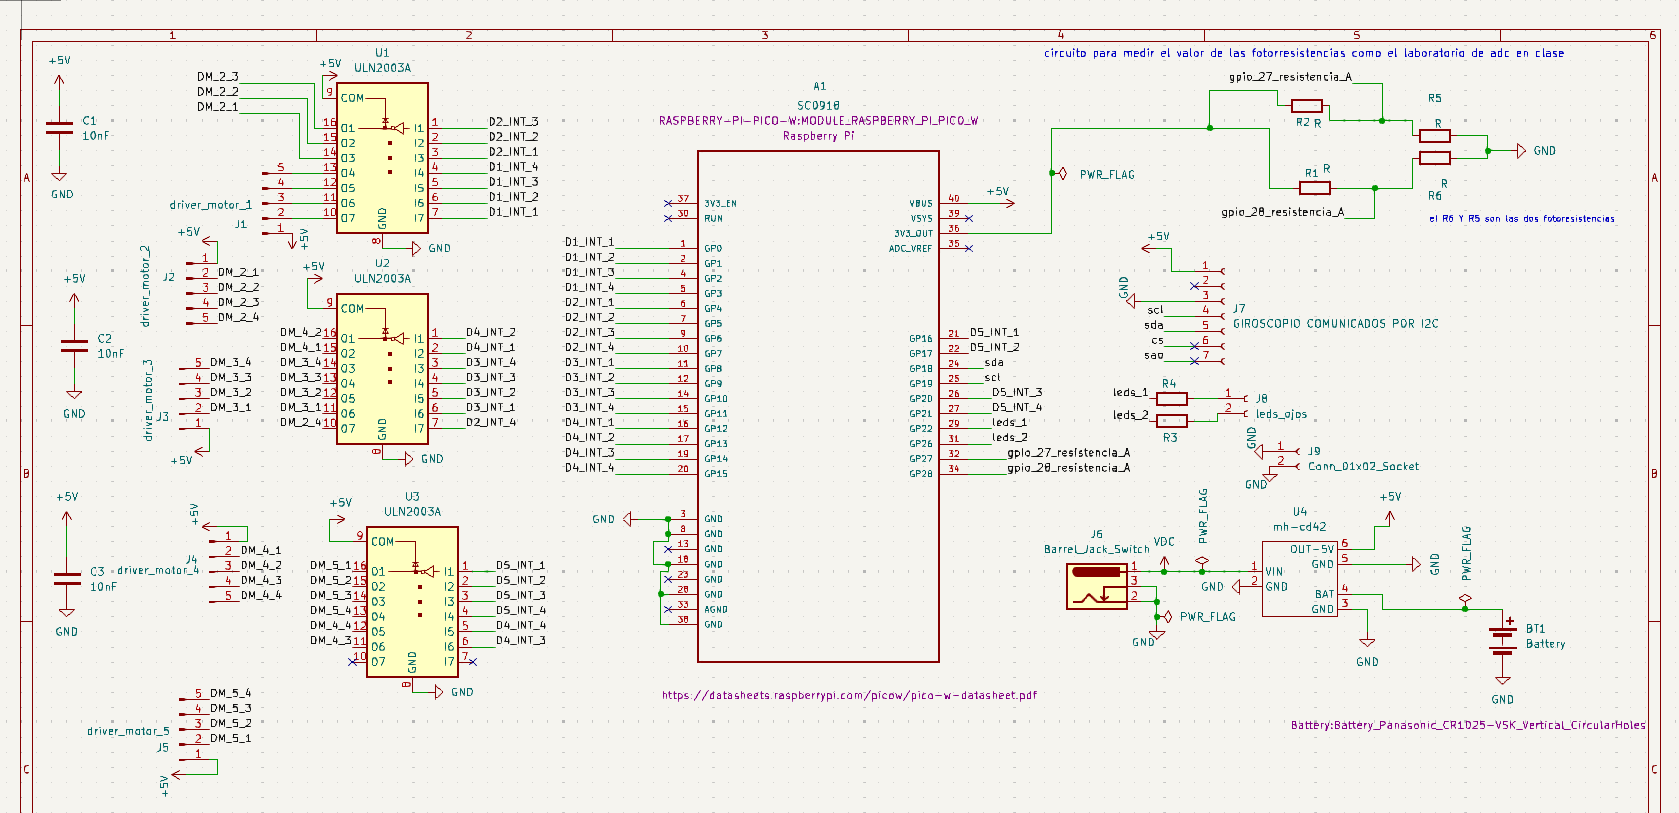 1 2 3 4 5 6
circuito para medir el valor de las fotorresistencias como el laboratorio de adc en clase
A
B
C
+5V
C1
10nF
GND
+5V
C2
10nF
GND
+5V
C3
10nF
GND
U1
ULN2003A
+5V
DM_2_3
DM_2_2
DM_2_1
9 COM
16 O1 I1 1 D2_INT_3
15 O2 I2 2 D2_INT_2
14 O3 I3 3 D2_INT_1
13 O4 I4 4 D1_INT_4
12 O5 I5 5 D1_INT_3
11 O6 I6 6 D1_INT_2
10 O7 I7 7 D1_INT_1
GND
8
GND
5
4
3
2
1
driver_motor_1
J1
+5V
driver_motor_2
J2
+5V
1
2 DM_2_1
3 DM_2_2
4 DM_2_3
5 DM_2_4
U2
ULN2003A
+5V
9 COM
DM_4_2 16 O1 I1 1 D4_INT_2
DM_4_1 15 O2 I2 2 D4_INT_1
DM_3_4 14 O3 I3 3 D3_INT_4
DM_3_3 13 O4 I4 4 D3_INT_3
DM_3_2 12 O5 I5 5 D3_INT_2
DM_3_1 11 O6 I6 6 D3_INT_1
DM_2_4 10 O7 I7 7 D2_INT_4
GND
8
GND
driver_motor_3
J3
5 DM_3_4
4 DM_3_3
3 DM_3_2
2 DM_3_1
1
+5V
U3
ULN2003A
+5V
9 COM
DM_5_1 16 O1 I1 1 D5_INT_1
DM_5_2 15 O2 I2 2 D5_INT_2
DM_5_3 14 O3 I3 3 D5_INT_3
DM_5_4 13 O4 I4 4 D5_INT_4
DM_4_4 12 O5 I5 5 D4_INT_4
DM_4_3 11 O6 I6 6 D4_INT_3
10 O7 I7 7
GND
8
GND
+5V
J4
driver_motor_4
1
2 DM_4_1
3 DM_4_2
4 DM_4_3
5 DM_4_4
5 DM_5_4
4 DM_5_3
3 DM_5_2
2 DM_5_1
1
driver_motor_5
J5
+5V
A1
SC0918
RASPBERRY-PI-PICO-W:MODULE_RASPBERRY_PI_PICO_W
Raspberry Pi
37 3V3_EN
30 RUN
D1_INT_1 1 GP0
D1_INT_2 2 GP1
D1_INT_3 4 GP2
D1_INT_4 5 GP3
D2_INT_1 6 GP4
D2_INT_2 7 GP5
D2_INT_3 9 GP6
D2_INT_4 10 GP7
D3_INT_1 11 GP8
D3_INT_2 12 GP9
D3_INT_3 14 GP10
D3_INT_4 15 GP11
D4_INT_1 16 GP12
D4_INT_2 17 GP13
D4_INT_3 19 GP14
D4_INT_4 20 GP15
GND 3 GND
8 GND
13 GND
18 GND
23 GND
28 GND
33 AGND
38 GND
VBUS 40 +5V
VSYS 39
3V3_OUT 36
ADC_VREF 35
GP16 21 D5_INT_1
GP17 22 D5_INT_2
GP18 24 sda
GP19 25 scl
GP20 26 D5_INT_3
GP21 27 D5_INT_4
GP22 29 leds_1
GP26 31 leds_2
GP27 32 gpio_27_resistencia_A
GP28 34 gpio_28_resistencia_A
https://datasheets.raspberrypi.com/picow/pico-w-datasheet.pdf
gpio_27_resistencia_A
R2 R
R5
R
GND
PWR_FLAG
R1 R
R
R6
gpio_28_resistencia_A
el R6 Y R5 son las dos fotoresistencias
+5V
GND
1
2
3
scl 4
sda 5
cs 6
sao 7
J7
GIROSCOPIO COMUNICADOS POR I2C
leds_1 R4 1 J8
leds_2 R3 2 leds_ojos
GND
1 J9
2 Conn_01x02_Socket
GND
J6
Barrel_Jack_Switch
1
3
2
VDC
PWR_FLAG
PWR_FLAG
GND
GND
U4
mh-cd42
1 VIN
2 GND
OUT-5V 6
GND 5
BAT 4
GND 3
+5V
GND
PWR_FLAG
GND
BT1
Battery
GND
Battery:Battery_Panasonic_CR1025-VSK_Vertical_CircularHoles